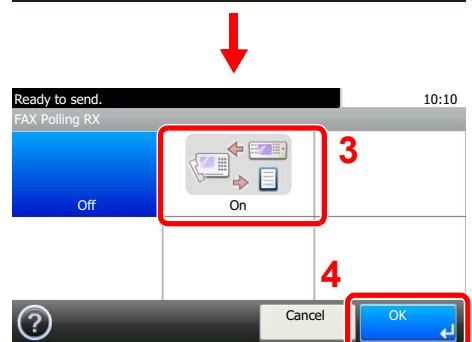 Ready to send.
10:10
FAX Polling RX
3
Off
On
4
?
Cancel
OK